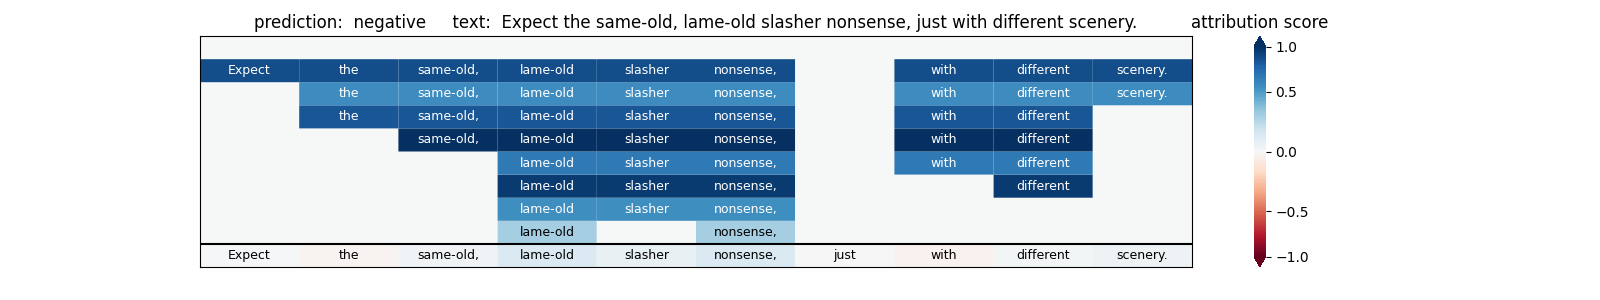 prediction:  negative     text:  Expect the same-old, lame-old slasher nonsense, just with different scenery.     attribution score
Expect the same-old, lame-old slasher nonsense, with different scenery.
the same-old, lame-old slasher nonsense, with different scenery.
the same-old, lame-old slasher nonsense, with different
same-old, lame-old slasher nonsense, with different
lame-old slasher nonsense, with different
lame-old slasher nonsense, different
lame-old slasher nonsense,
lame-old nonsense,
Expect the same-old, lame-old slasher nonsense, just with different scenery.
1.0
0.5
0.0
−0.5
−1.0